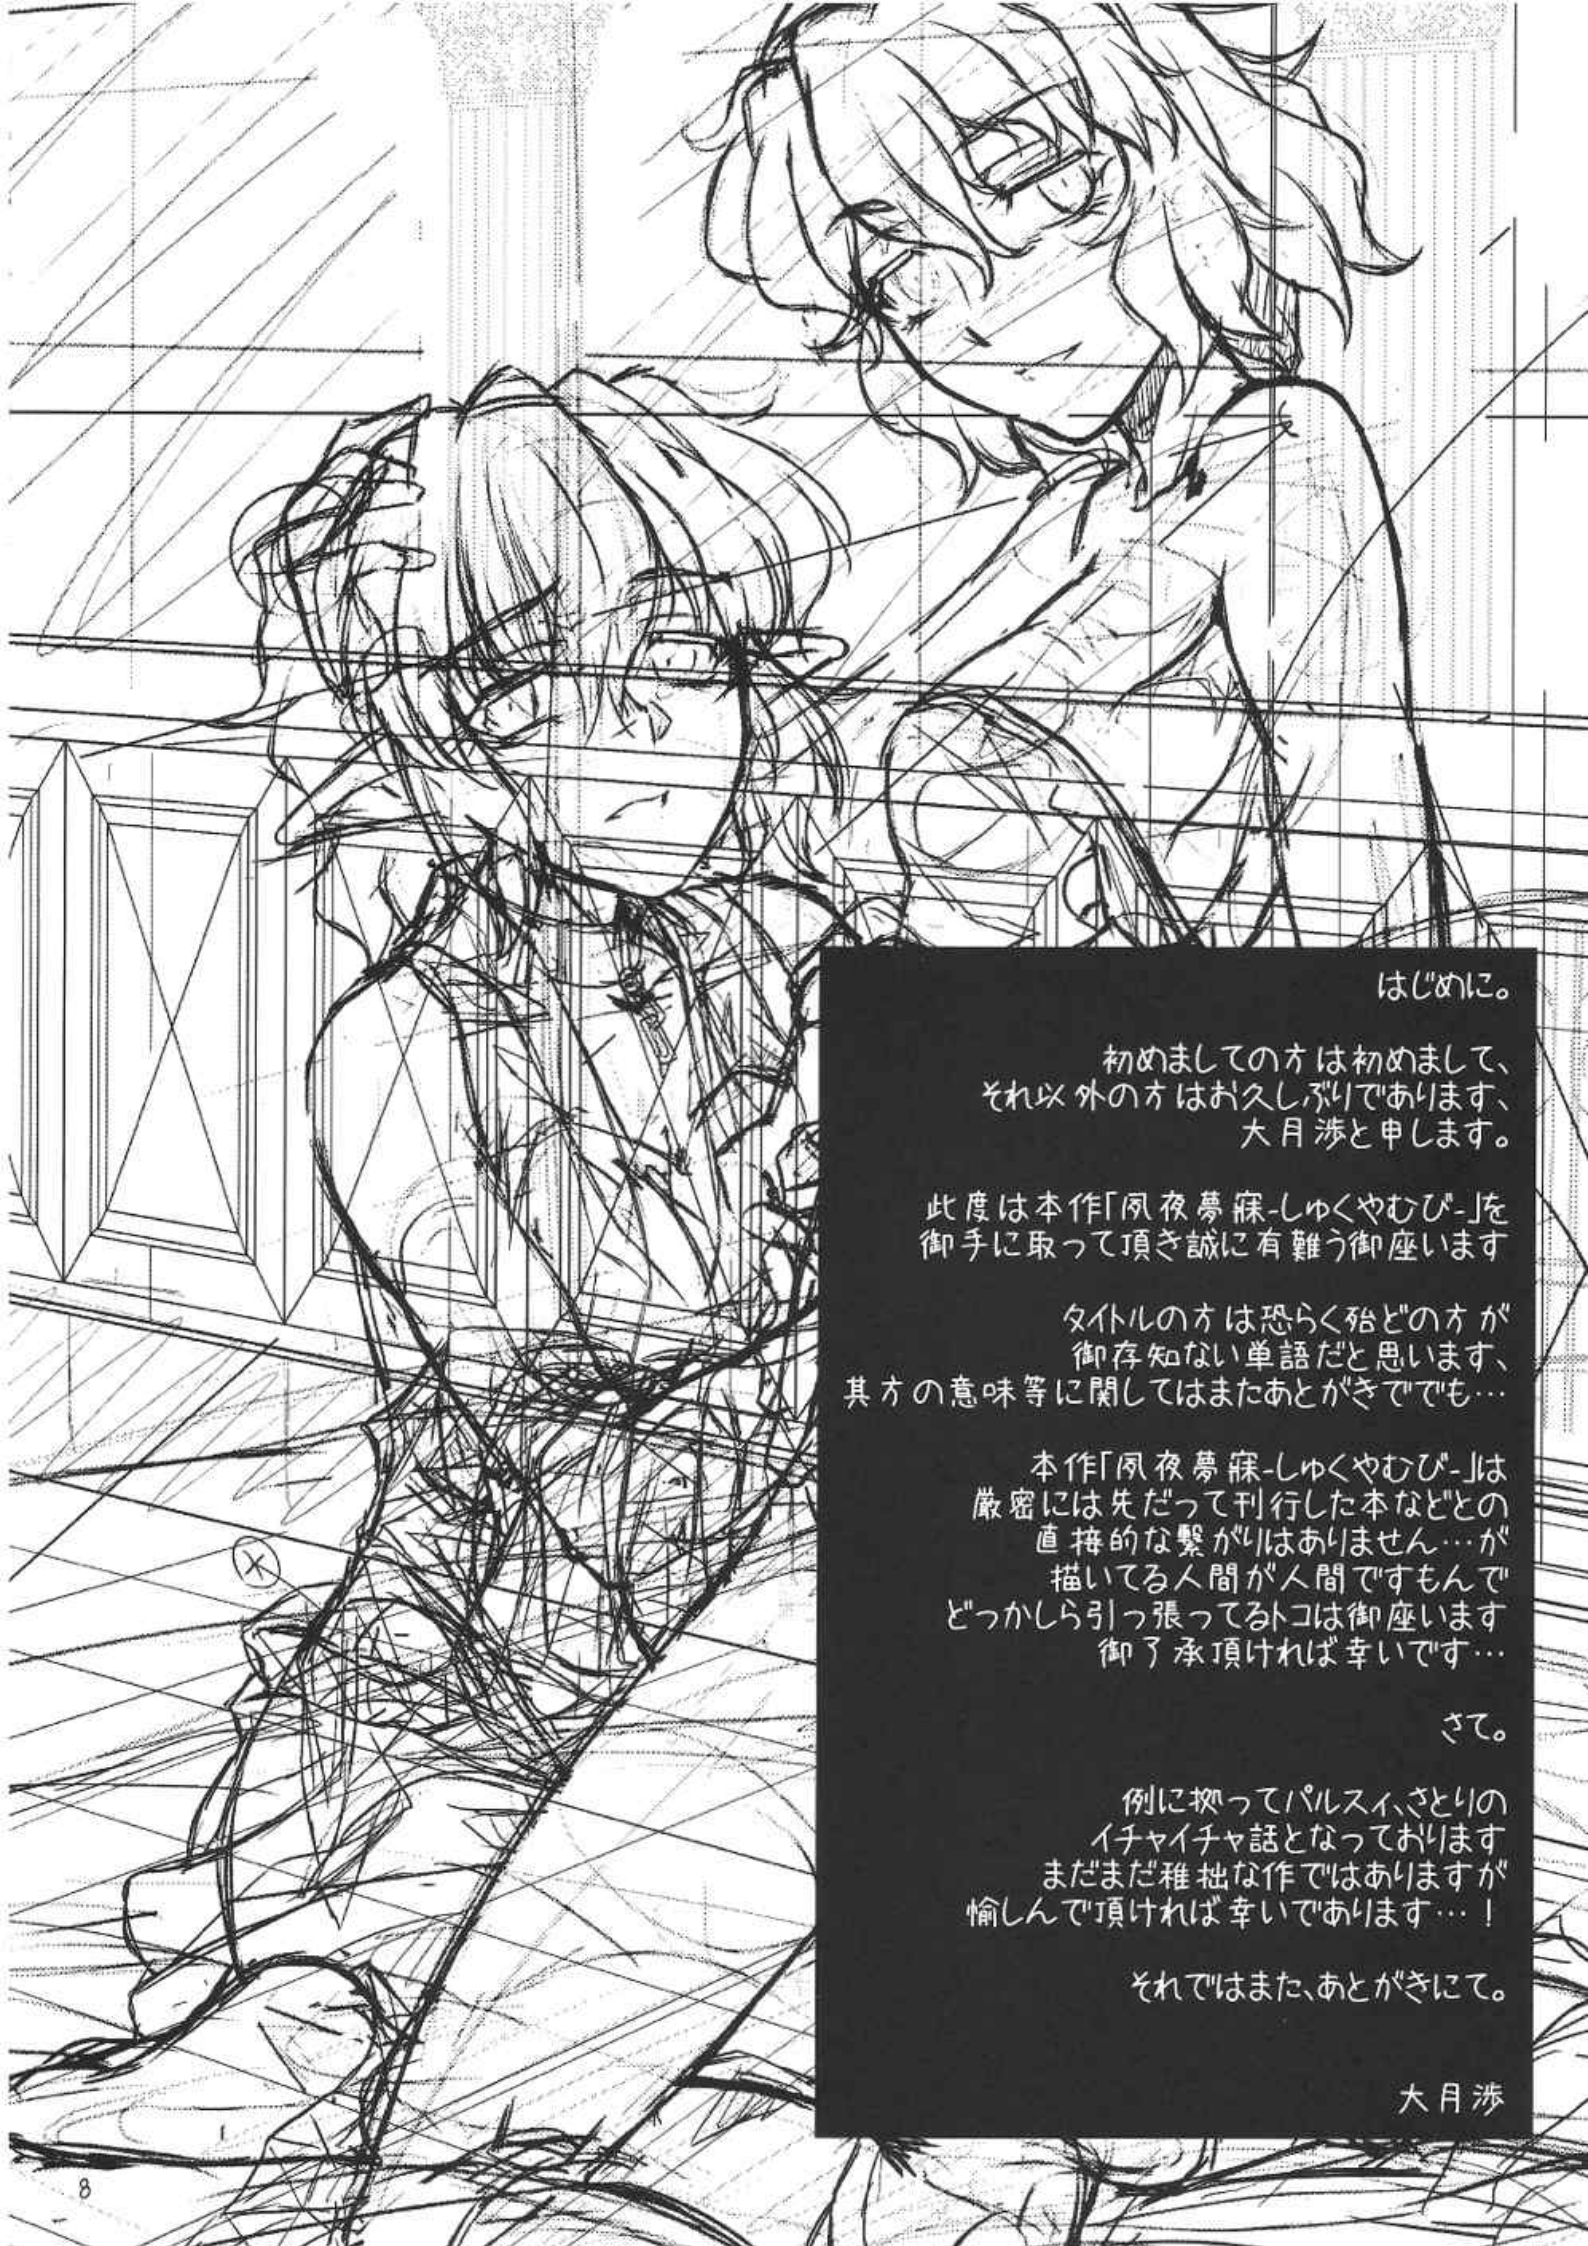 はじめに。
初めましての方は初めまして、
それ以外の方はお久しぶりであります、
大月渉と申します。
此度は本作「夙夜夢寐-しゅくやむび-」を
御手に取って頂き誠に有難う御座います
タイトルの方は恐らく殆どの方が
御存知ない単語だと思います、
其方の意味等に関してはまたあとがきででも…
本作「夙夜夢寐-しゅくやむび-」は
厳密には先だって刊行した本などとの
直接的な繋がりはありません…が
描いてる人間が人間ですもんで
どっかしら引っ張ってるトコは御座います
御了承頂ければ幸いです…
さて。
例に拠ってパルスィ、さとりの
イチャイチャ話となっております
まだまだ稚拙な作ではありますが
愉しんで頂ければ幸いであります…！
それではまた、あとがきにて。
大月渉
8